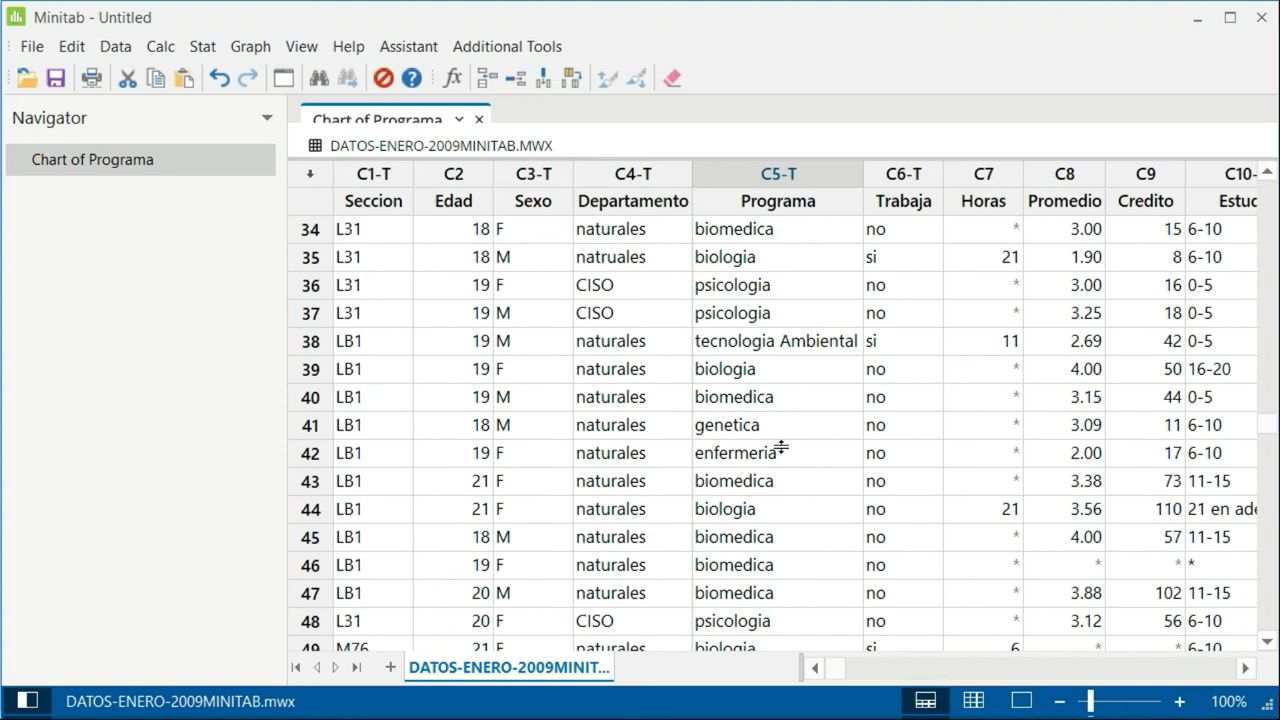 Minitab - Untitled
File Edit Data Calc Stat Graph View Help Assistant Additional Tools
Navigator
Chart of Programa
Chart of Programa
DATOS-ENERO-2009MINITAB.MWX
C1-T C2 C3-T C4-T C5-T C6-T C7 C8 C9 C10-
Seccion Edad Sexo Departamento Programa Trabaja Horas Promedio Credito Estud
34 L31 18 F naturales biomedica no * 3.00 15 6-10
35 L31 18 M natruales biologia si 21 1.90 8 6-10
36 L31 19 F CISO psicologia no * 3.00 16 0-5
37 L31 19 M CISO psicologia no * 3.25 18 0-5
38 LB1 19 M naturales tecnologia Ambiental si 11 2.69 42 0-5
39 LB1 19 F naturales biologia no * 4.00 50 16-20
40 LB1 19 M naturales biomedica no * 3.15 44 0-5
41 LB1 18 M naturales genetica no * 3.09 11 6-10
42 LB1 19 F naturales enfermeria no * 2.00 17 6-10
43 LB1 21 F naturales biomedica no * 3.38 73 11-15
44 LB1 21 F naturales biologia no 21 3.56 110 21 en ade
45 LB1 18 M naturales biomedica no * 4.00 57 11-15
46 LB1 19 F naturales biomedica no * * * *
47 LB1 20 M naturales biomedica no * 3.88 102 11-15
48 L31 20 F CISO psicologia no * 3.12 56 6-10
49 M76 21 F naturales biologia si 6 * * 6-10
DATOS-ENERO-2009MINIT...
DATOS-ENERO-2009MINITAB.mwx
100%